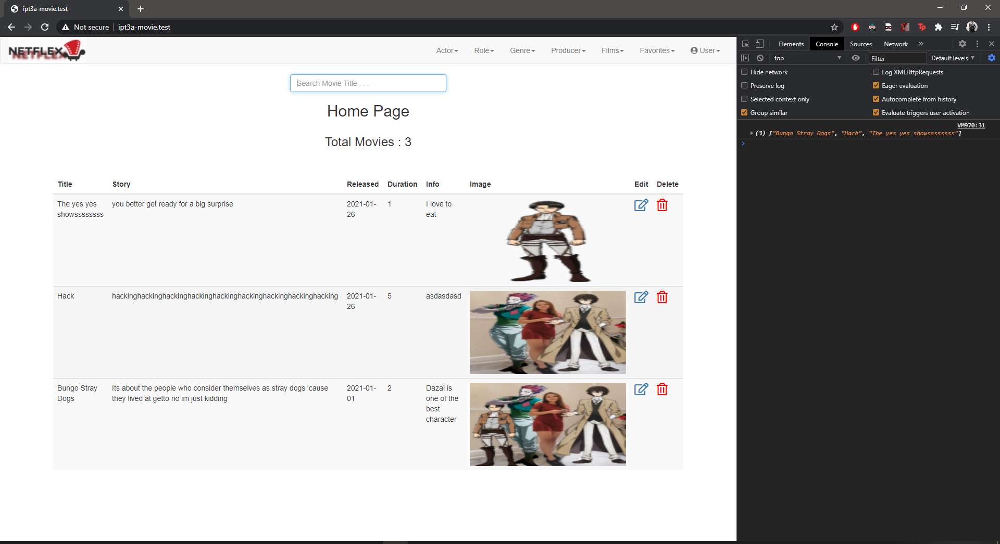 ipt3a-movie.test
Not secure ipt3a-movie.test
NETFLEX
Actor Role Genre Producer Films Favorites User
Search Movie Title . . .
Home Page
Total Movies : 3
Title Story Released Duration Info Image Edit Delete
The yes yes showssssssss
you better get ready for a big surprise
2021-01-26
1
I love to eat
Hack
hackinghackinghackinghackinghackinghackinghackinghackinghacking
2021-01-26
5
asdasdasd
Bungo Stray Dogs
Its about the people who consider themselves as stray dogs 'cause
they lived at getto no im just kidding
2021-01-01
2
Dazai is one of the best character
Elements Console Sources Network
top Filter Default levels
Hide network
Log XMLHttpRequests
Preserve log
Eager evaluation
Selected context only
Autocomplete from history
Group similar
Evaluate triggers user activation
VM970:31
(3) ["Bungo Stray Dogs", "Hack", "The yes yes showssssssss"]